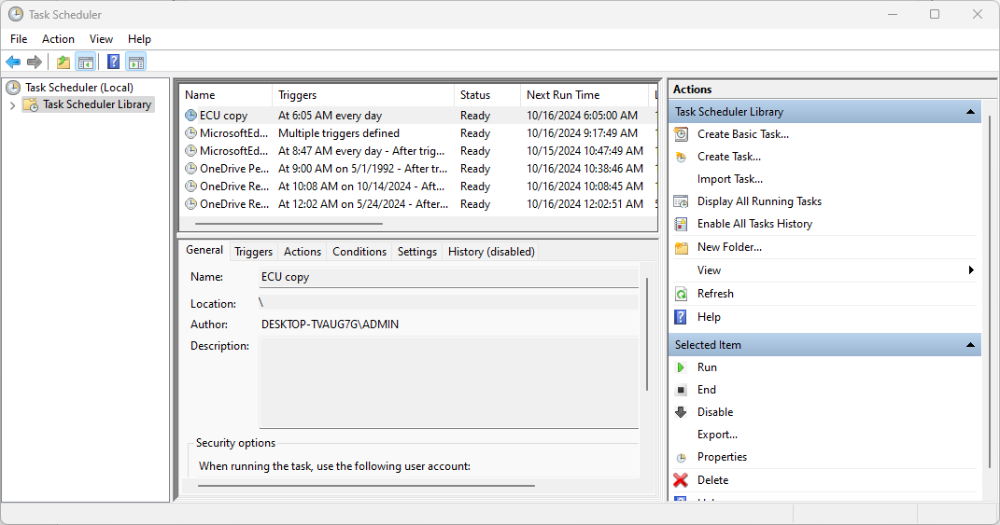 Task Scheduler
File Action View Help
Task Scheduler (Local)
Task Scheduler Library
Name Triggers Status Next Run Time
ECU copy At 6:05 AM every day Ready 10/16/2024 6:05:00 AM
MicrosoftEd... Multiple triggers defined Ready 10/16/2024 9:17:49 AM
MicrosoftEd... At 8:47 AM every day - After trig... Ready 10/15/2024 10:47:49 AM
OneDrive Pe... At 9:00 AM on 5/1/1992 - After tr... Ready 10/16/2024 10:38:46 AM
OneDrive Re... At 10:08 AM on 10/14/2024 - After... Ready 10/16/2024 10:08:45 AM
OneDrive Re... At 12:02 AM on 5/24/2024 - After... Ready 10/16/2024 12:02:51 AM
General Triggers Actions Conditions Settings History (disabled)
Name: ECU copy
Location: \
Author: DESKTOP-TVAUG7G\ADMIN
Description:
Security options
When running the task, use the following user account:
Actions
Task Scheduler Library
Create Basic Task...
Create Task...
Import Task...
Display All Running Tasks
Enable All Tasks History
New Folder...
View
Refresh
Help
Selected Item
Run
End
Disable
Export...
Properties
Delete